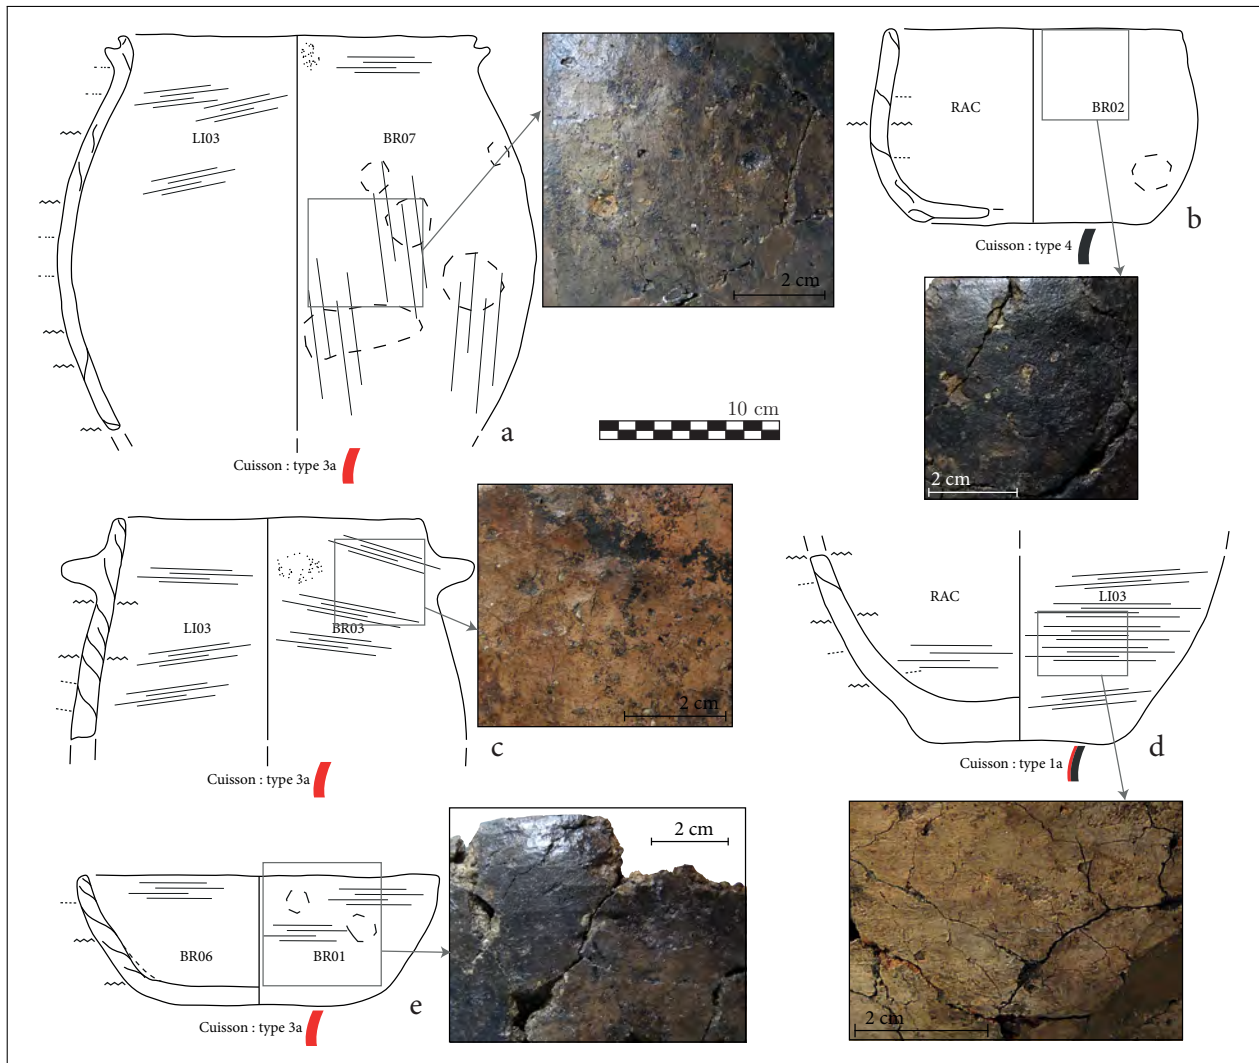 LI03
BR07
2 cm
a
Cuisson : type 3a
RAC
BR02
b
Cuisson : type 4
2 cm
10 cm
LI03
BR03
2 cm
c
Cuisson : type 3a
RAC
LI03
d
Cuisson : type 1a
2 cm
BR06
BR01
2 cm
e
Cuisson : type 3a